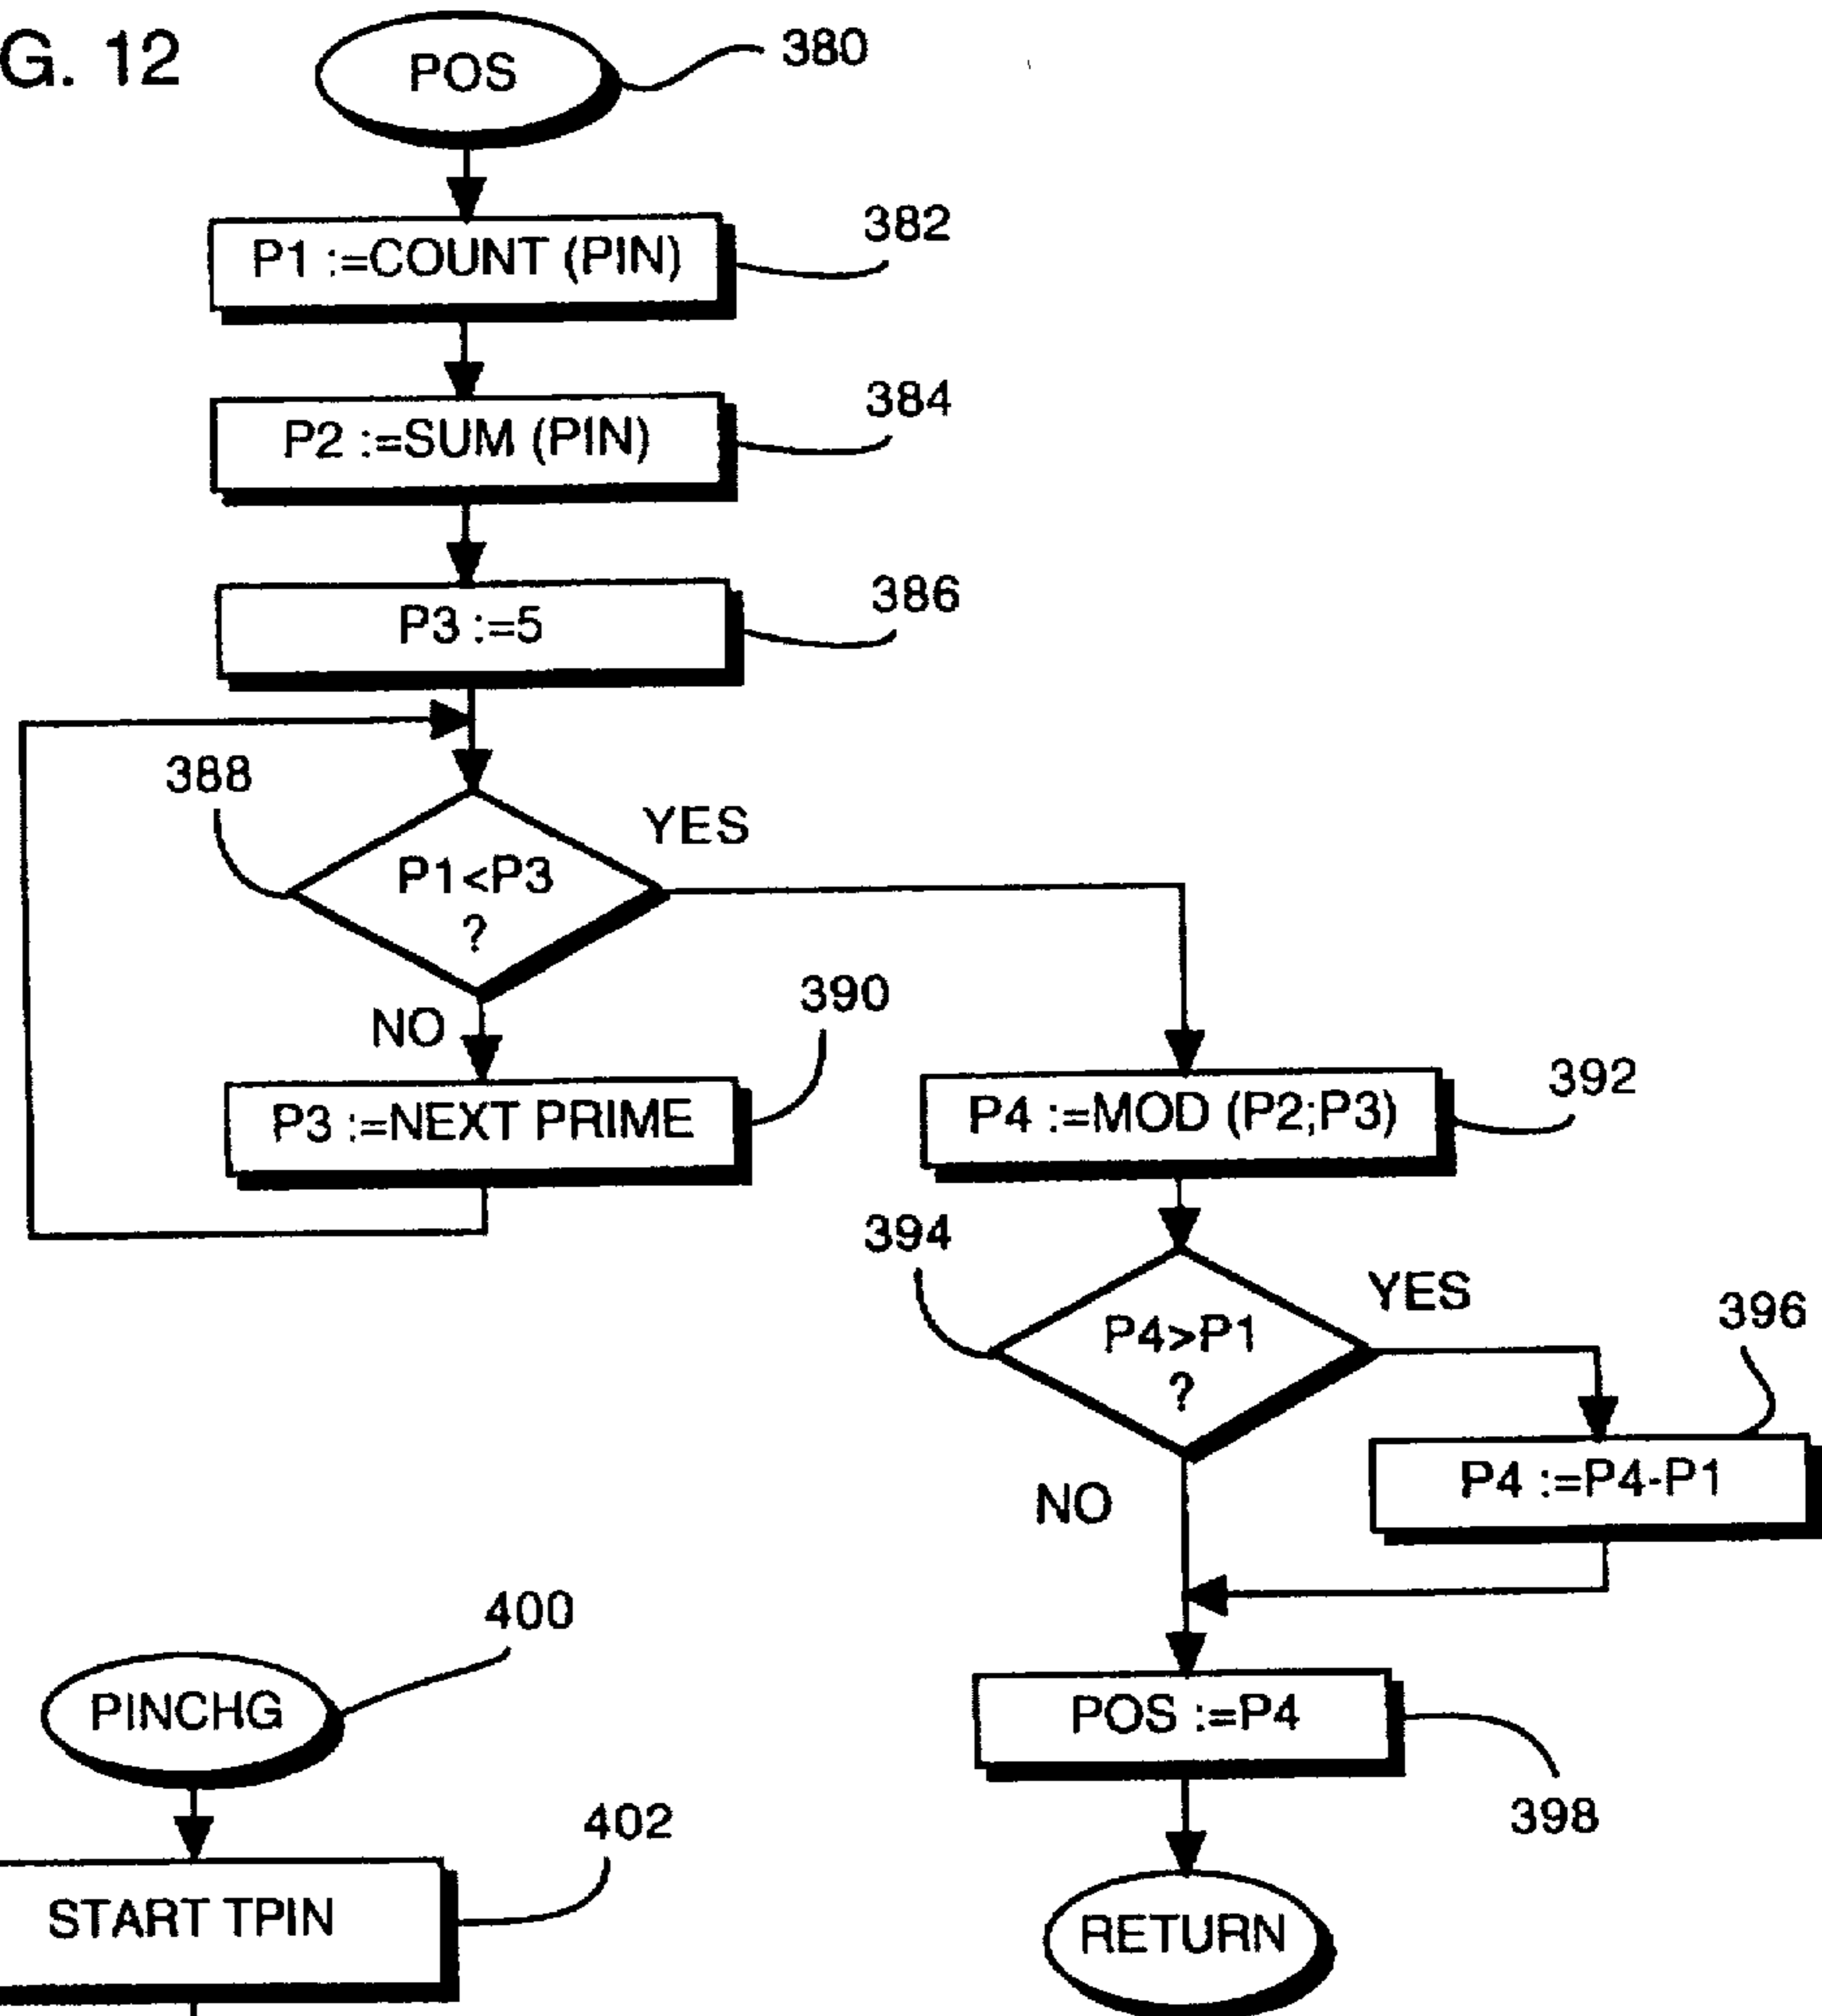 G. 12
POS
380
P1 :=COUNT (PIN)
382
P2 :=SUM (PIN)
384
P3 :=5
386
388
P1<P3
?
YES
NO
390
P3 :=NEXT PRIME
P4 :=MOD (P2;P3)
392
394
P4>P1
?
YES
396
P4 :=P4-P1
NO
POS :=P4
398
RETURN
400
PINCHG
402
START TPIN